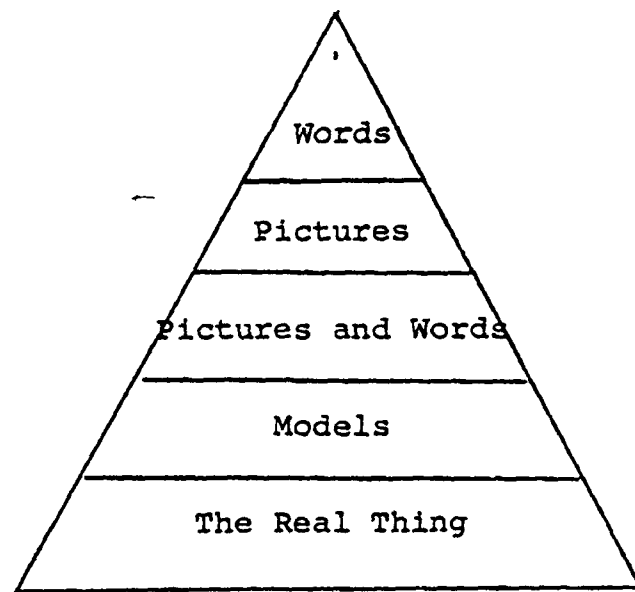 Words
Pictures
Pictures and Words
Models
The Real Thing